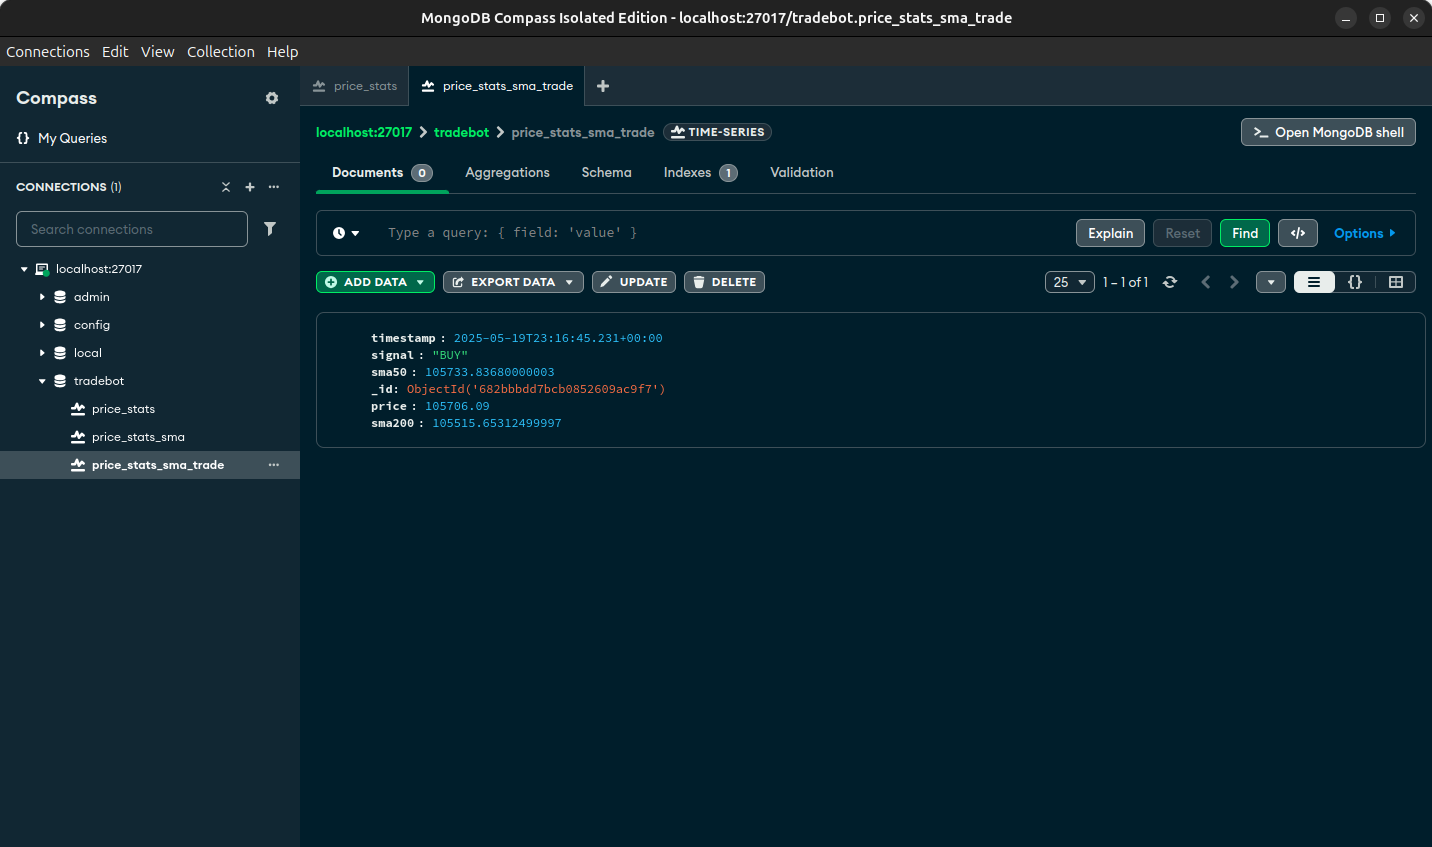 MongoDB Compass Isolated Edition - localhost:27017/tradebot.price_stats_sma_trade
Connections Edit View Collection Help
Compass
My Queries
CONNECTIONS (1)
Search connections
localhost:27017
admin
config
local
tradebot
price_stats
price_stats_sma
price_stats_sma_trade
price_stats price_stats_sma_trade
localhost:27017 > tradebot > price_stats_sma_trade TIME-SERIES
>_ Open MongoDB shell
Documents 0 Aggregations Schema Indexes 1 Validation
Type a query: { field: 'value' }
Explain Reset Find </> Options
ADD DATA EXPORT DATA UPDATE DELETE
25 1 – 1 of 1 {}
timestamp : 2025-05-19T23:16:45.231+00:00
signal : "BUY"
sma50 : 105733.83680000003
_id: ObjectId('682bbbdd7bcb0852609ac9f7')
price : 105706.09
sma200 : 105515.65312499997